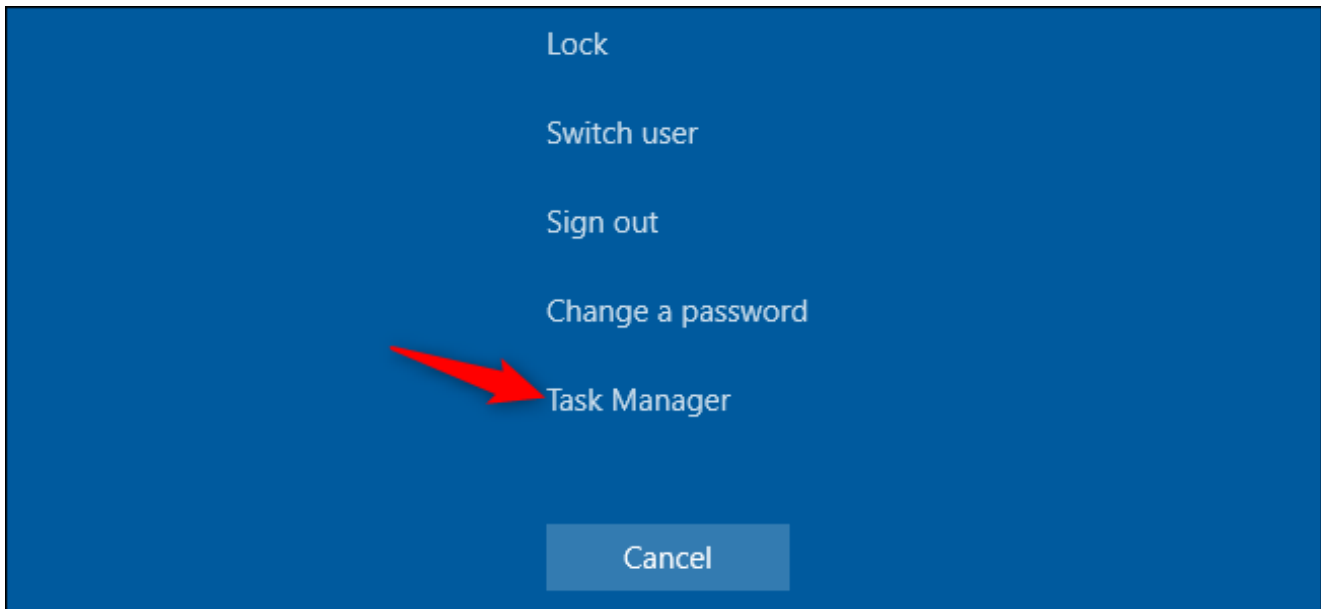 Lock
Switch user
Sign out
Change a password
Task Manager
Cancel